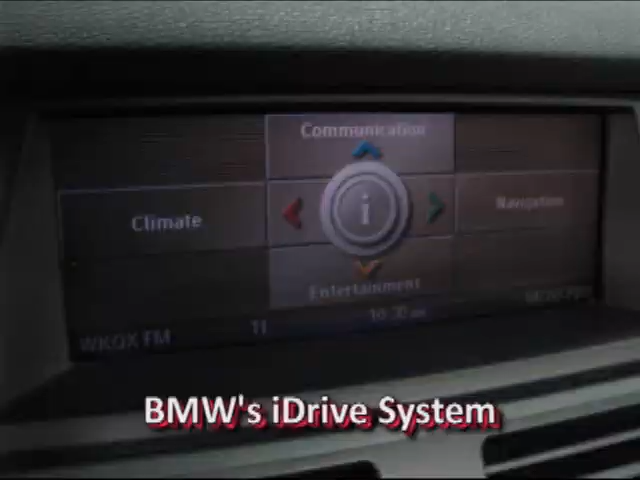 Communication
Climate
i
Navigation
Entertainment
WKQX FM
BMW's iDrive System